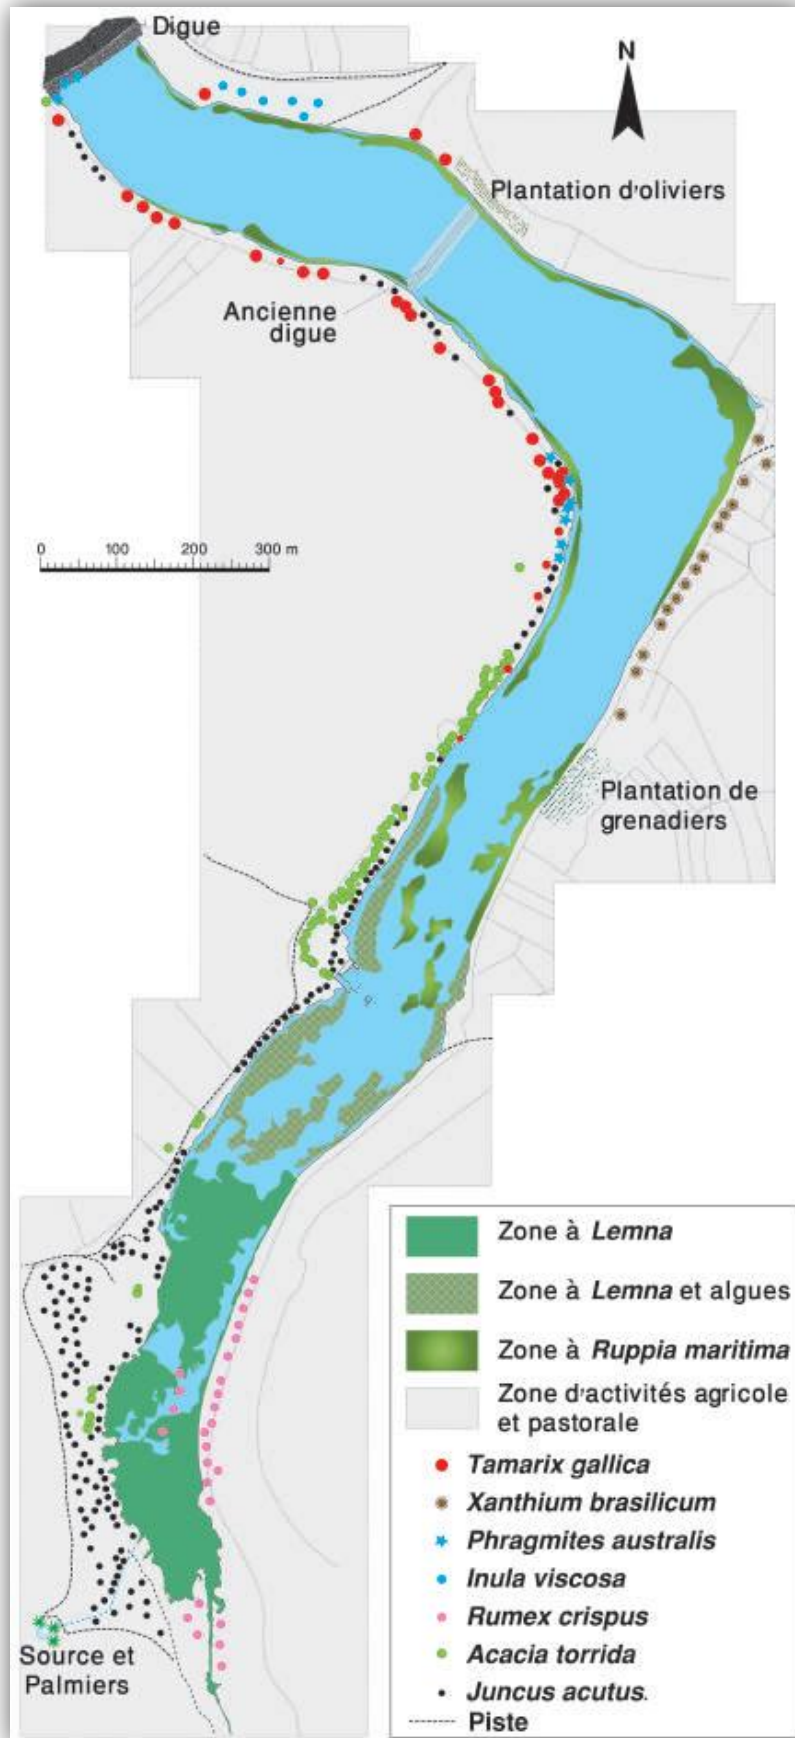 Digue
N
Plantation d'oliviers
Ancienne
digue
0 100 200 300 m
Plantation de
grenadiers
Zone à Lemna
Zone à Lemna et algues
Zone à Ruppia maritima
Zone d'activités agricole
et pastorale
Tamarix gallica
Xanthium brasilicum
Phragmites australis
Inula viscosa
Rumex crispus
Acacia torrida
Juncus acutus.
Piste
Source et
Palmiers